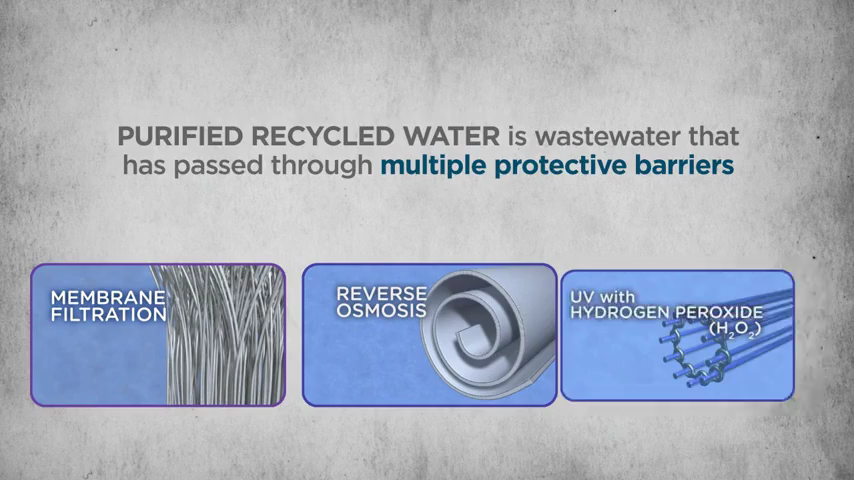 PURIFIED RECYCLED WATER is wastewater that
has passed through multiple protective barriers
MEMBRANE
FILTRATION
REVERSE
OSMOSIS
UV with
HYDROGEN PEROXIDE
(H₂O₂)